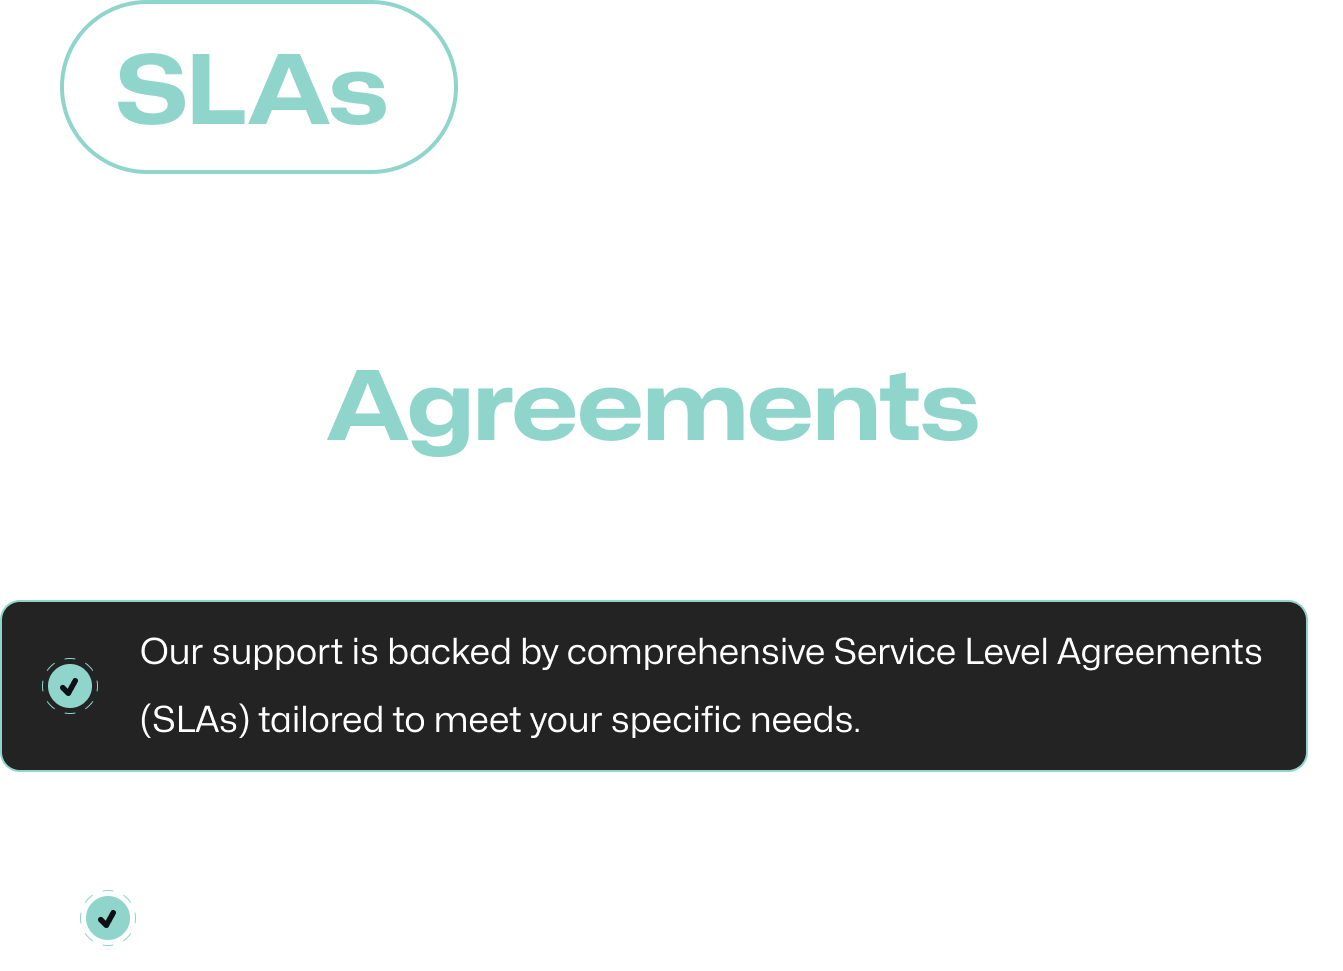 SLAs
Agreements
Our support is backed by comprehensive Service Level Agreements
(SLAs) tailored to meet your specific needs.